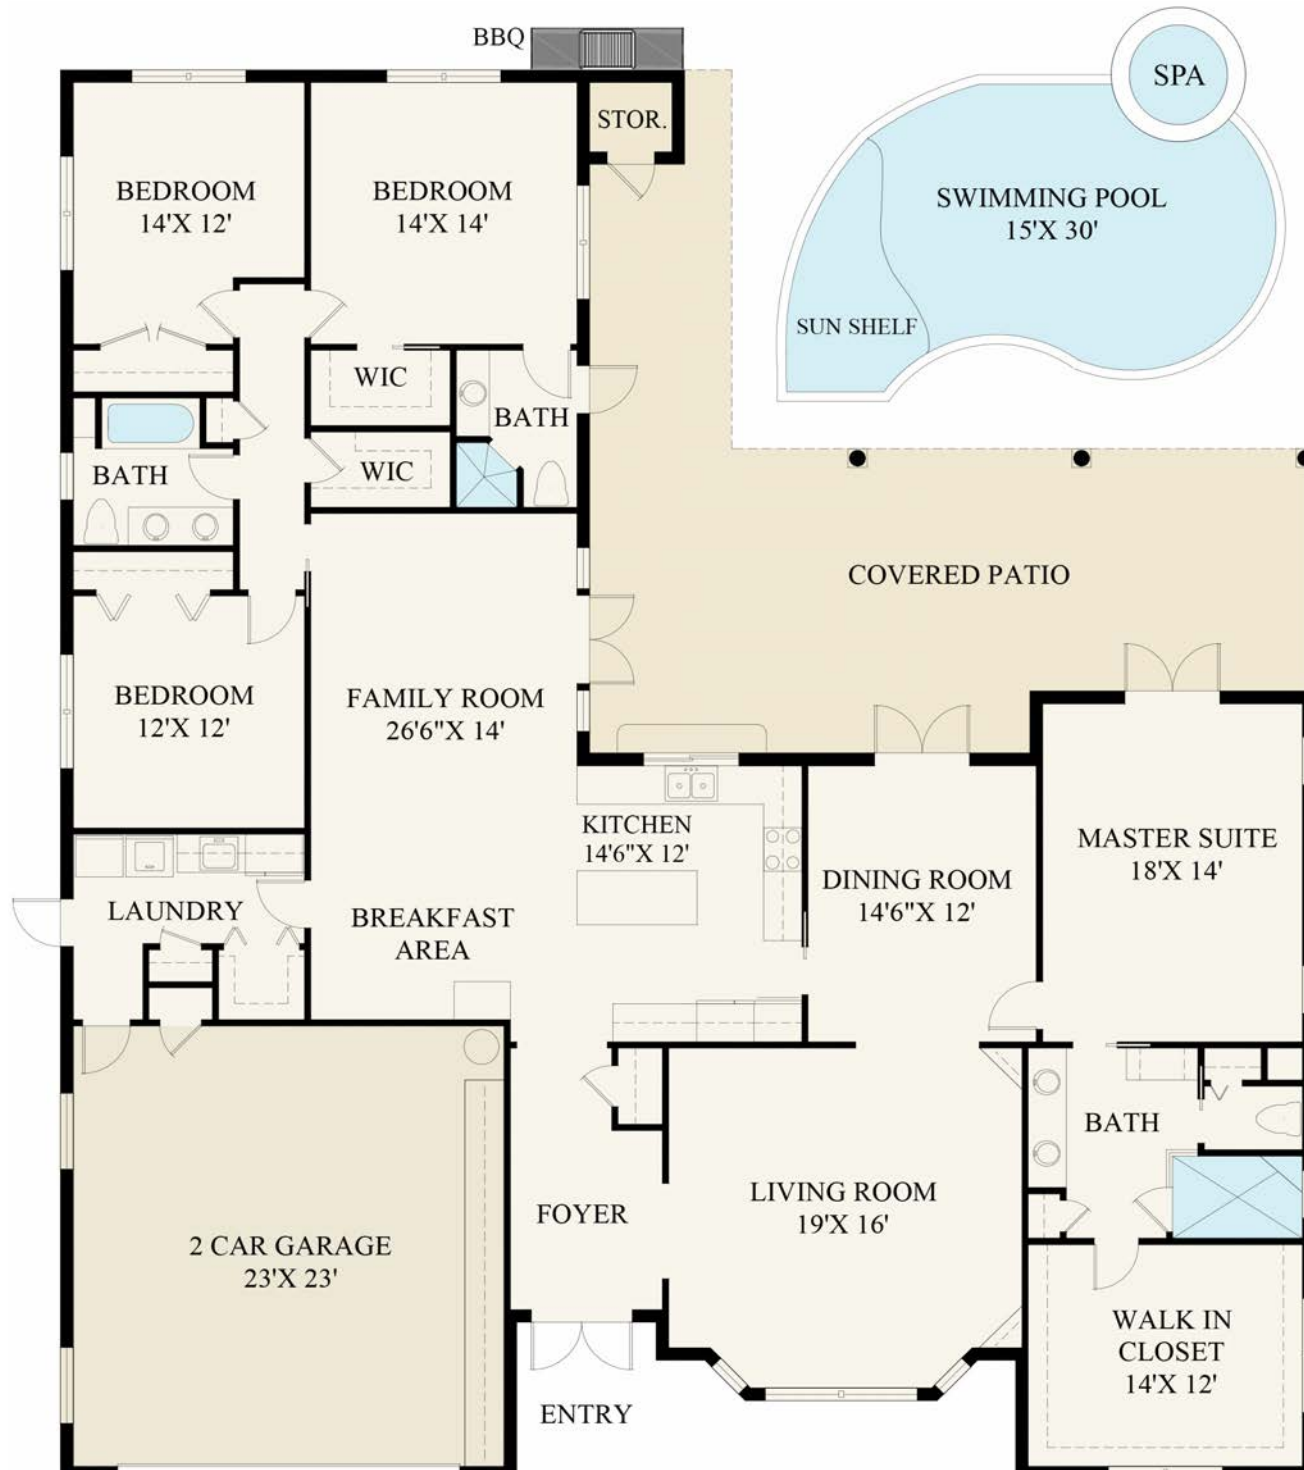 BBQ
SPA
STOR.
BEDROOM
14'X 12'
BEDROOM
14'X 14'
SWIMMING POOL
15'X 30'
SUN SHELF
WIC
BATH
WIC
BATH
COVERED PATIO
BEDROOM
12'X 12'
FAMILY ROOM
26'6"X 14'
KITCHEN
14'6"X 12'
MASTER SUITE
18'X 14'
DINING ROOM
14'6"X 12'
LAUNDRY
BREAKFAST
AREA
BATH
LIVING ROOM
19'X 16'
FOYER
2 CAR GARAGE
23'X 23'
WALK IN
CLOSET
14'X 12'
ENTRY